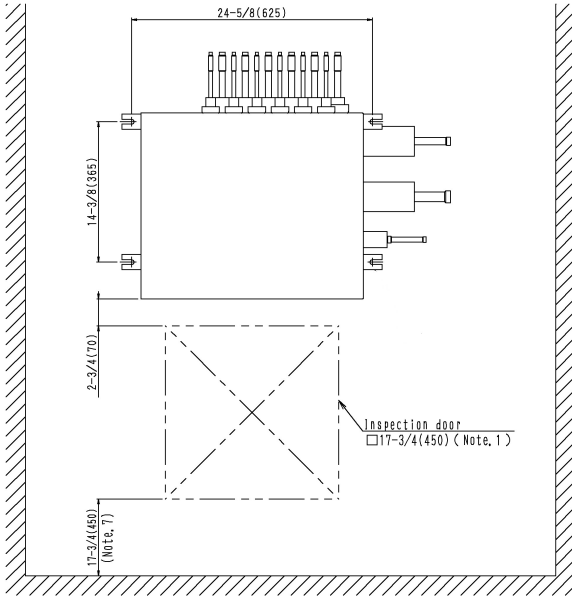 24-5/8(625)
14-3/8(365)
2-3/4(70)
Inspection door
□17-3/4(450) (Note.1)
17-3/4(450)
(Note.7)